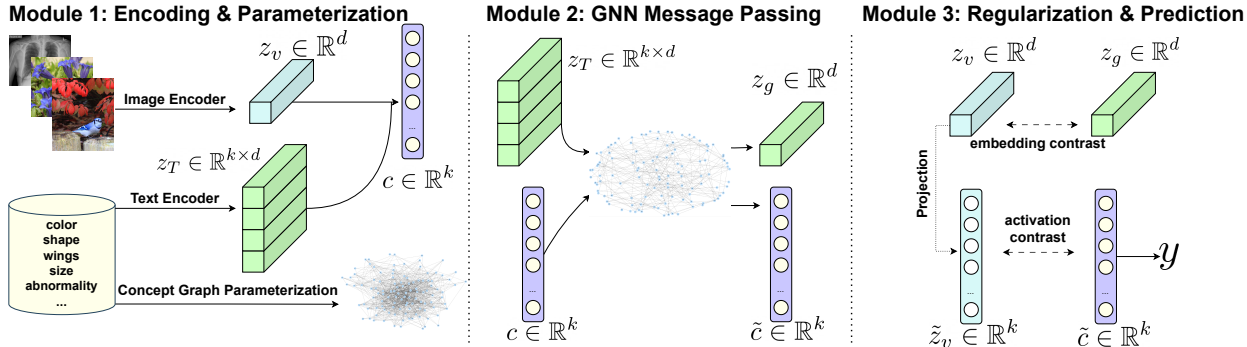 Module 1: Encoding & Parameterization
Image Encoder
z_v ∈ ℝ^d
z_T ∈ ℝ^{k×d}
Text Encoder
color
shape
wings
size
abnormality
...
Concept Graph Parameterization
...
c ∈ ℝ^k
Module 2: GNN Message Passing
z_T ∈ ℝ^{k×d}
z_g ∈ ℝ^d
...
c ∈ ℝ^k
...
c̃ ∈ ℝ^k
Module 3: Regularization & Prediction
z_v ∈ ℝ^d
z_g ∈ ℝ^d
embedding contrast
Projection
activation
contrast
y
...
z̃_v ∈ ℝ^k
...
c̃ ∈ ℝ^k